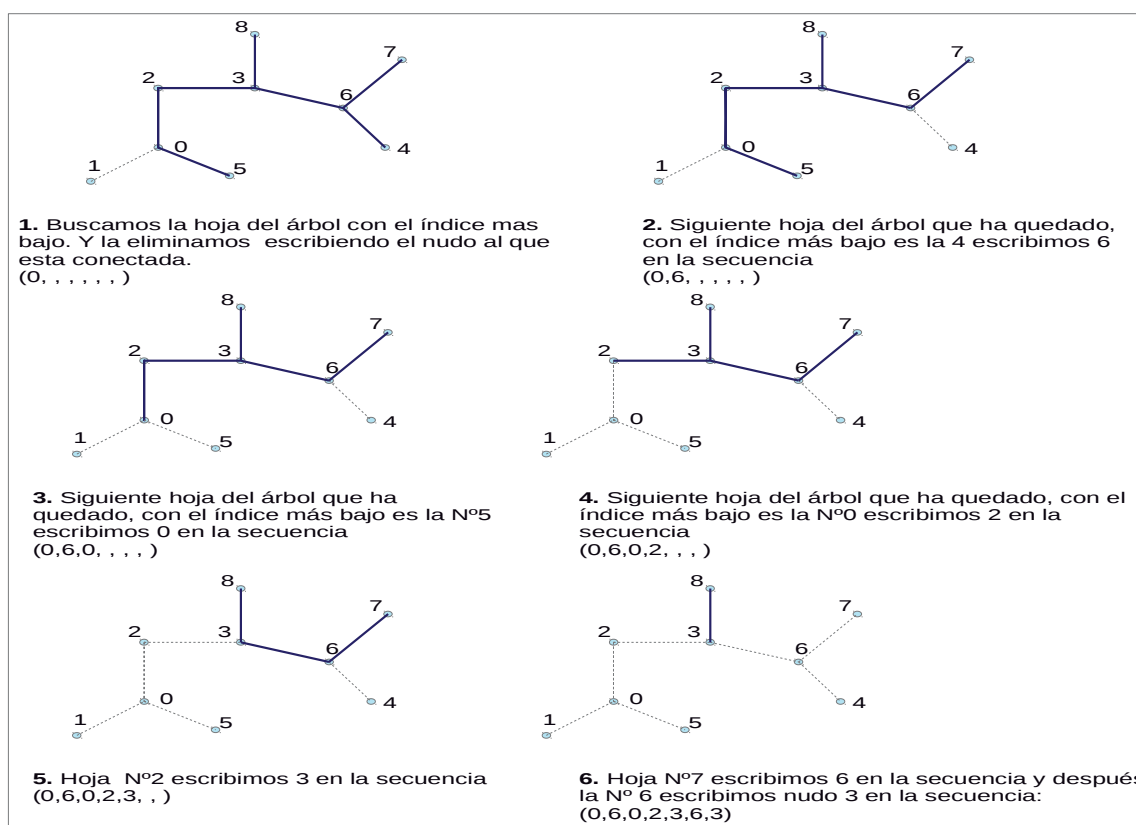 8
7
2
3
6
0
4
1
5
8
7
2
3
6
0
4
1
5
1. Buscamos la hoja del árbol con el índice mas
bajo. Y la eliminamos escribiendo el nudo al que
esta conectada.
(0, , , , , , )
2. Siguiente hoja del árbol que ha quedado,
con el índice más bajo es la 4 escribimos 6
en la secuencia
(0,6, , , , , )
8
7
2
3
6
0
4
1
5
8
7
2
3
6
0
4
1
5
3. Siguiente hoja del árbol que ha
quedado, con el índice más bajo es la Nº5
escribimos 0 en la secuencia
(0,6,0, , , , )
4. Siguiente hoja del árbol que ha quedado, con el
índice más bajo es la Nº0 escribimos 2 en la
secuencia
(0,6,0,2, , , )
8
7
2
3
6
0
4
1
5
8
7
2
3
6
0
4
1
5
5. Hoja Nº2 escribimos 3 en la secuencia
(0,6,0,2,3, , )
6. Hoja Nº7 escribimos 6 en la secuencia y después
la Nº 6 escribimos nudo 3 en la secuencia:
(0,6,0,2,3,6,3)